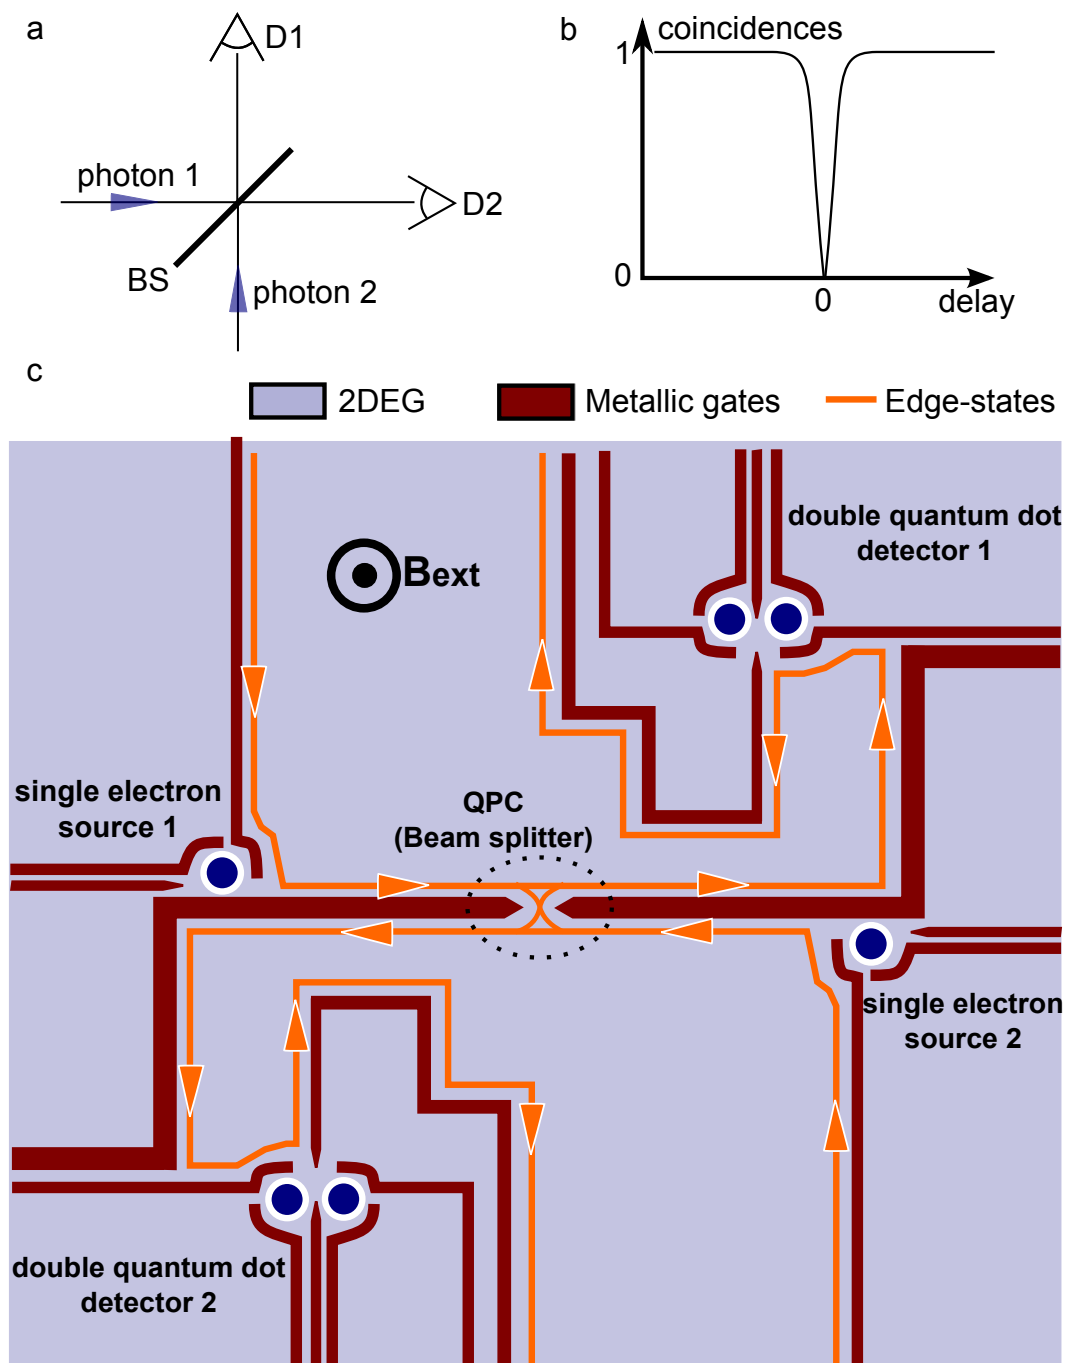 a
D1
photon 1
D2
BS
photon 2
b
coincidences
1
0
0
delay
c
2DEG
Metallic gates
Edge-states
double quantum dot
detector 1
Bext
single electron
source 1
QPC
(Beam splitter)
single electron
source 2
double quantum dot
detector 2